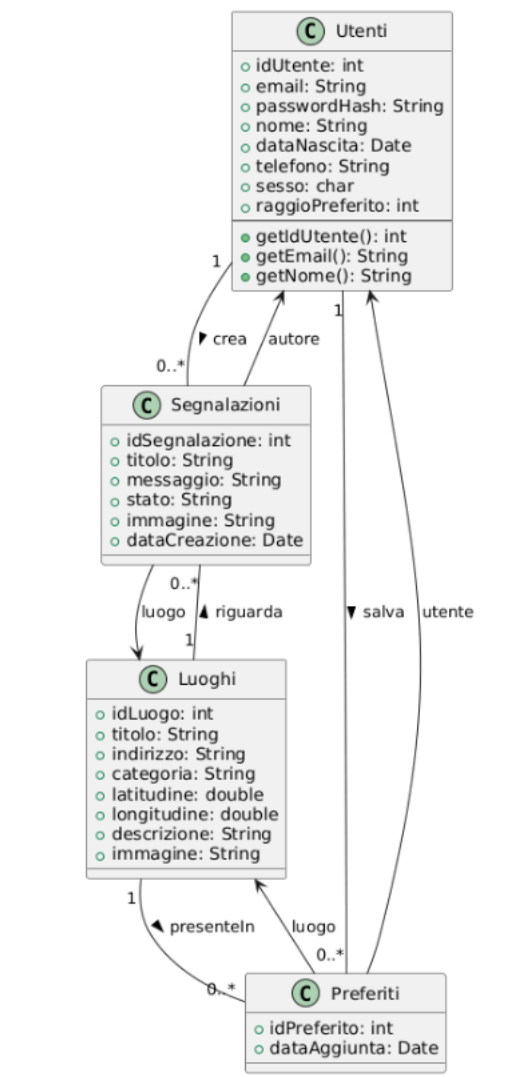 C Utenti
idUtente: int
email: String
passwordHash: String
nome: String
dataNascita: Date
telefono: String
sesso: char
raggioPreferito: int
getIdUtente(): int
getEmail(): String
getNome(): String
1
1
crea
autore
0..*
C Segnalazioni
idSegnalazione: int
titolo: String
messaggio: String
stato: String
immagine: String
dataCreazione: Date
0..*
luogo
riguarda
salva
utente
1
C Luoghi
idLuogo: int
titolo: String
indirizzo: String
categoria: String
latitudine: double
longitudine: double
descrizione: String
immagine: String
1
presenteIn
luogo
0..*
0..*
C Preferiti
idPreferito: int
dataAggiunta: Date